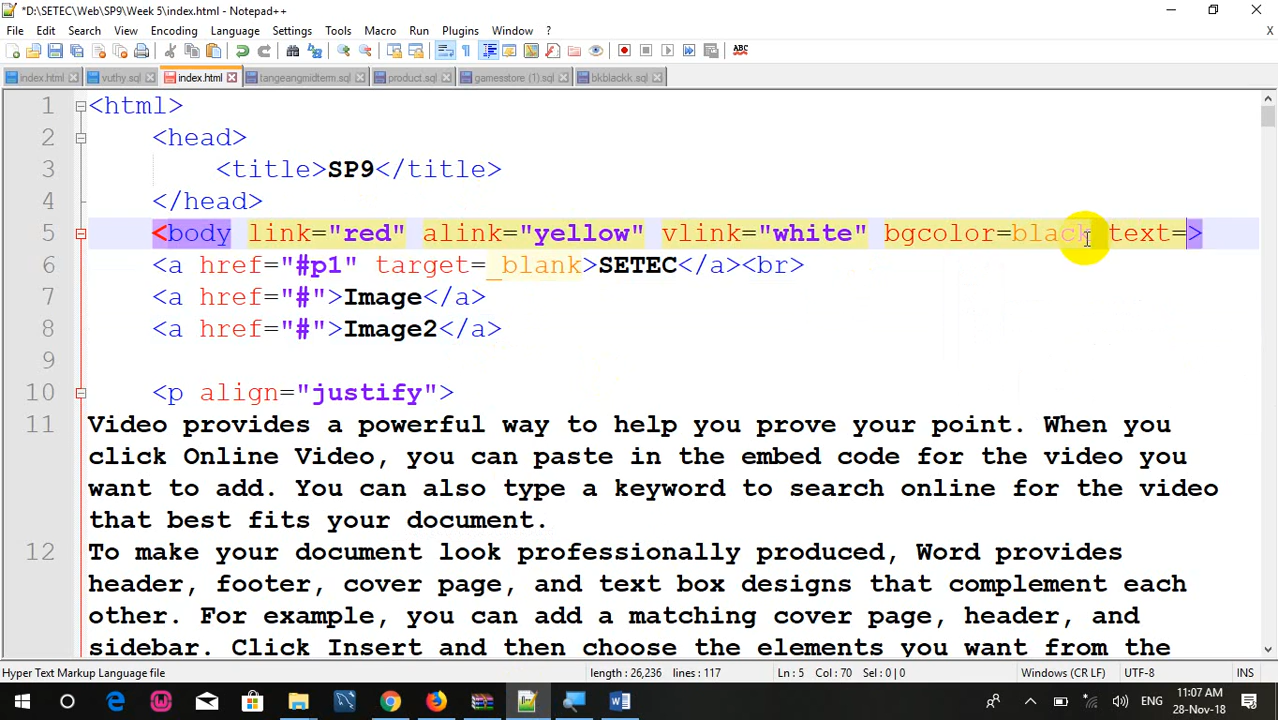 *D:\SETEC\Web\SP9\Week 5\index.html - Notepad++
File Edit Search View Encoding Language Settings Tools Macro Run Plugins Window ?
X
ABC
index.html vuthy.sql index.html tangeangmidterm.sql product.sql gamesstore (1).sql bkblackk.sql
1 <html>
2 <head>
3 <title>SP9</title>
4 </head>
5 <body link="red" alink="yellow" vlink="white" bgcolor=black text=>
6 <a href="#p1" target=_blank>SETEC</a><br>
7 <a href="#">Image</a>
8 <a href="#">Image2</a>
9
10 <p align="justify">
11 Video provides a powerful way to help you prove your point. When you
click Online Video, you can paste in the embed code for the video you
want to add. You can also type a keyword to search online for the video
that best fits your document.
12 To make your document look professionally produced, Word provides
header, footer, cover page, and text box designs that complement each
other. For example, you can add a matching cover page, header, and
sidebar. Click Insert and then choose the elements you want from the
Hyper Text Markup Language file length : 26,236 lines : 117 Ln : 5 Col : 70 Sel : 0 | 0 Windows (CR LF) UTF-8 INS
ENG 11:07 AM
28-Nov-18